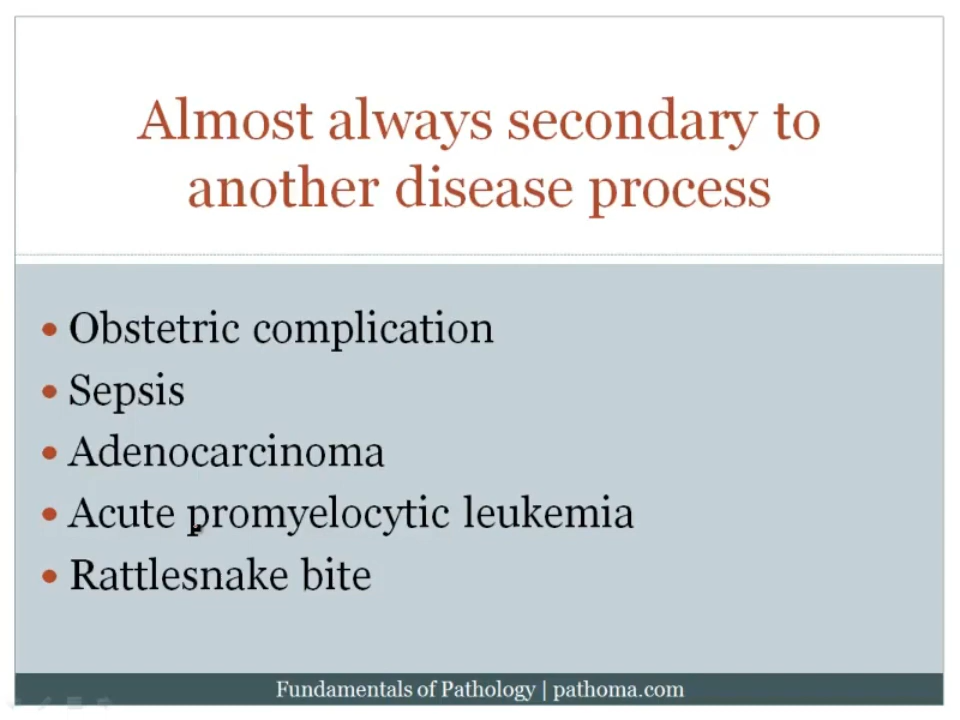 Almost always secondary to
another disease process
• Obstetric complication
• Sepsis
• Adenocarcinoma
• Acute promyelocytic leukemia
• Rattlesnake bite
Fundamentals of Pathology | pathoma.com